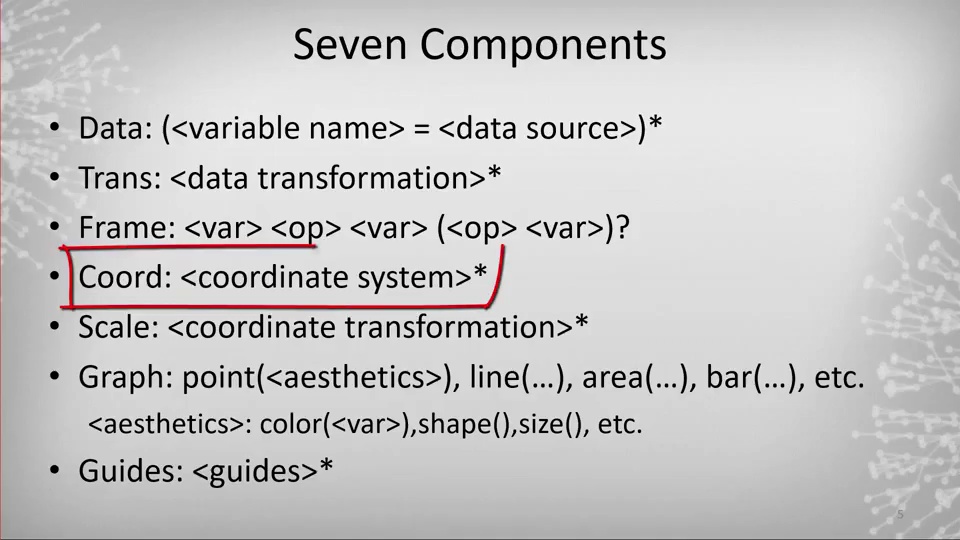 Seven Components
• Data: (<variable name> = <data source>)*
• Trans: <data transformation>*
• Frame: <var> <op> <var> (<op> <var>)?
• Coord: <coordinate system>*
• Scale: <coordinate transformation>*
• Graph: point(<aesthetics>), line(…), area(…), bar(…), etc.
<aesthetics>: color(<var>),shape(),size(), etc.
• Guides: <guides>*
5